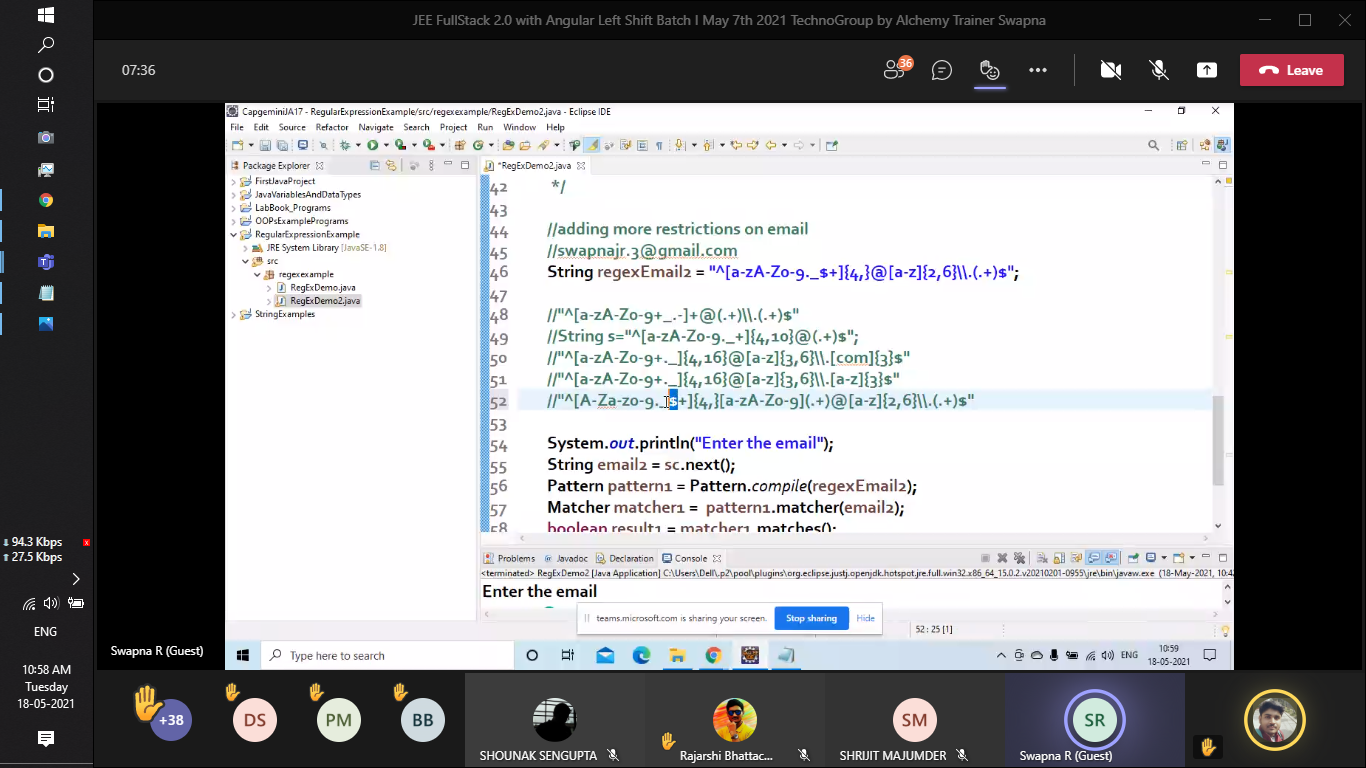 JEE FullStack 2.0 with Angular Left Shift Batch I May 7th 2021 TechnoGroup by Alchemy Trainer Swapna
07:36
36
Leave
CapgeminiJA17 - RegularExpressionExample/src/regexexample/RegExDemo2.java - Eclipse IDE
File Edit Source Refactor Navigate Search Project Run Window Help
Package Explorer
*RegExDemo2.java
FirstJavaProject
JavaVariablesAndDataTypes
LabBook_Programs
OOPsExamplePrograms
RegularExpressionExample
JRE System Library [JavaSE-1.8]
src
regexexample
RegExDemo.java
RegExDemo2.java
StringExamples
42 */
43
44 //adding more restrictions on email
45 //swapnajr.3@gmail.com
46 String regexEmail2 = "^[a-zA-Z0-9._$+]{4,}@[a-z]{2,6}\\.(.+)$";
47
48 //"^[a-zA-Z0-9+_.-]+@(.+)\\.(.+)$"
49 //String s="^[a-zA-Z0-9._+]{4,10}@(.+)$";
50 //"^[a-zA-Z0-9+._]{4,16}@[a-z]{3,6}\\.[com]{3}$"
51 //"^[a-zA-Z0-9+._]{4,16}@[a-z]{3,6}\\.[a-z]{3}$"
52 //"^[A-Za-z0-9._$+]{4,}[a-zA-Z0-9](.+)@[a-z]{2,6}\\.(.+)$"
53
54 System.out.println("Enter the email");
55 String email2 = sc.next();
56 Pattern pattern1 = Pattern.compile(regexEmail2);
57 Matcher matcher1 = pattern1.matcher(email2);
58 boolean result1 = matcher1.matches();
Problems Javadoc Declaration Console
<terminated> RegExDemo2 [Java Application] C:\Users\Dell\.p2\pool\plugins\org.eclipse.justj.openjdk.hotspot.jre.full.win32.x86_64_15.0.2.v20210201-0955\jre\bin\javaw.exe (18-May-2021, 10:42
Enter the email
teams.microsoft.com is sharing your screen. Stop sharing Hide
52 : 25 [1]
Type here to search
ENG
10:59
18-05-2021
Swapna R (Guest)
94.3 Kbps
27.5 Kbps
ENG
10:58 AM
Tuesday
18-05-2021
+38
DS
PM
BB
SHOUNAK SENGUPTA
Rajarshi Bhattac...
SM
SHRIJIT MAJUMDER
SR
Swapna R (Guest)